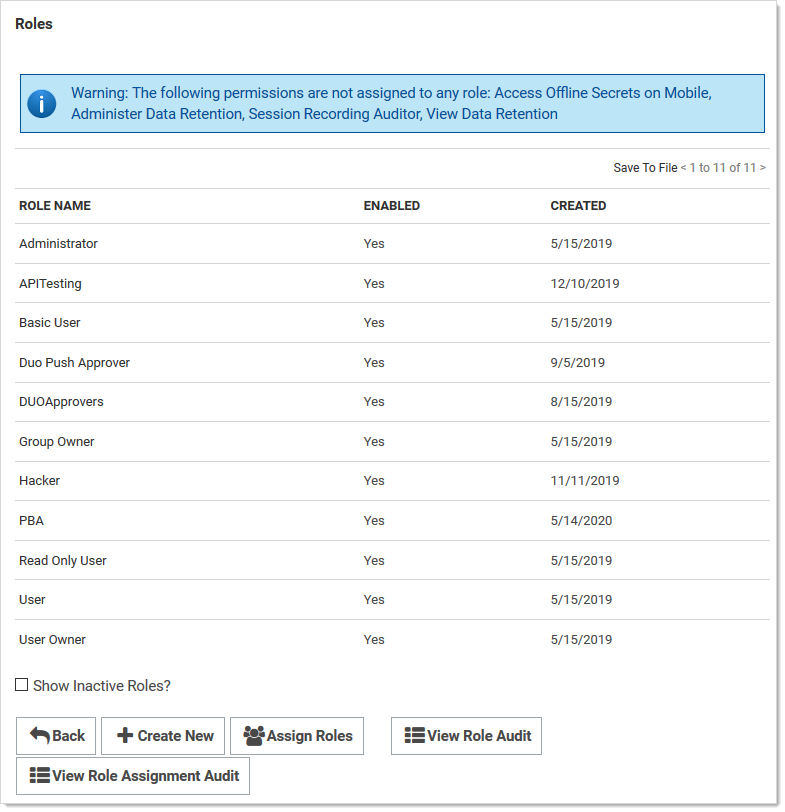 Roles
Warning: The following permissions are not assigned to any role: Access Offline Secrets on Mobile,
Administer Data Retention, Session Recording Auditor, View Data Retention
Save To File < 1 to 11 of 11 >
ROLE NAME ENABLED CREATED
Administrator Yes 5/15/2019
APITesting Yes 12/10/2019
Basic User Yes 5/15/2019
Duo Push Approver Yes 9/5/2019
DUOApprovers Yes 8/15/2019
Group Owner Yes 5/15/2019
Hacker Yes 11/11/2019
PBA Yes 5/14/2020
Read Only User Yes 5/15/2019
User Yes 5/15/2019
User Owner Yes 5/15/2019
Show Inactive Roles?
Back Create New Assign Roles View Role Audit
View Role Assignment Audit